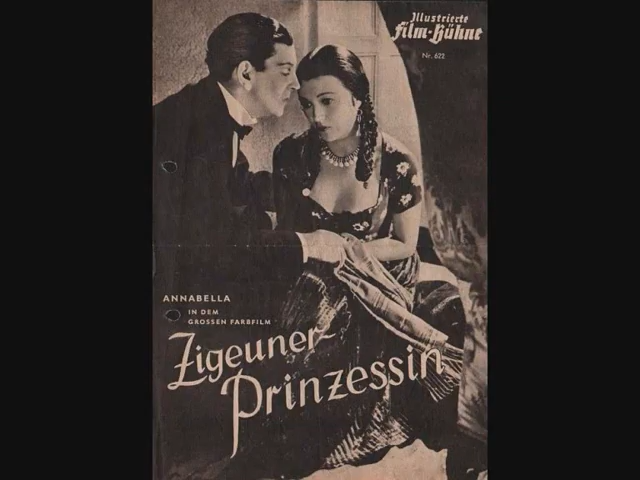 Illustrierte
Film-Bühne
Nr. 622
ANNABELLA
IN DEM
GROSSEN FARBFILM
Zigeuner-
Prinzessin